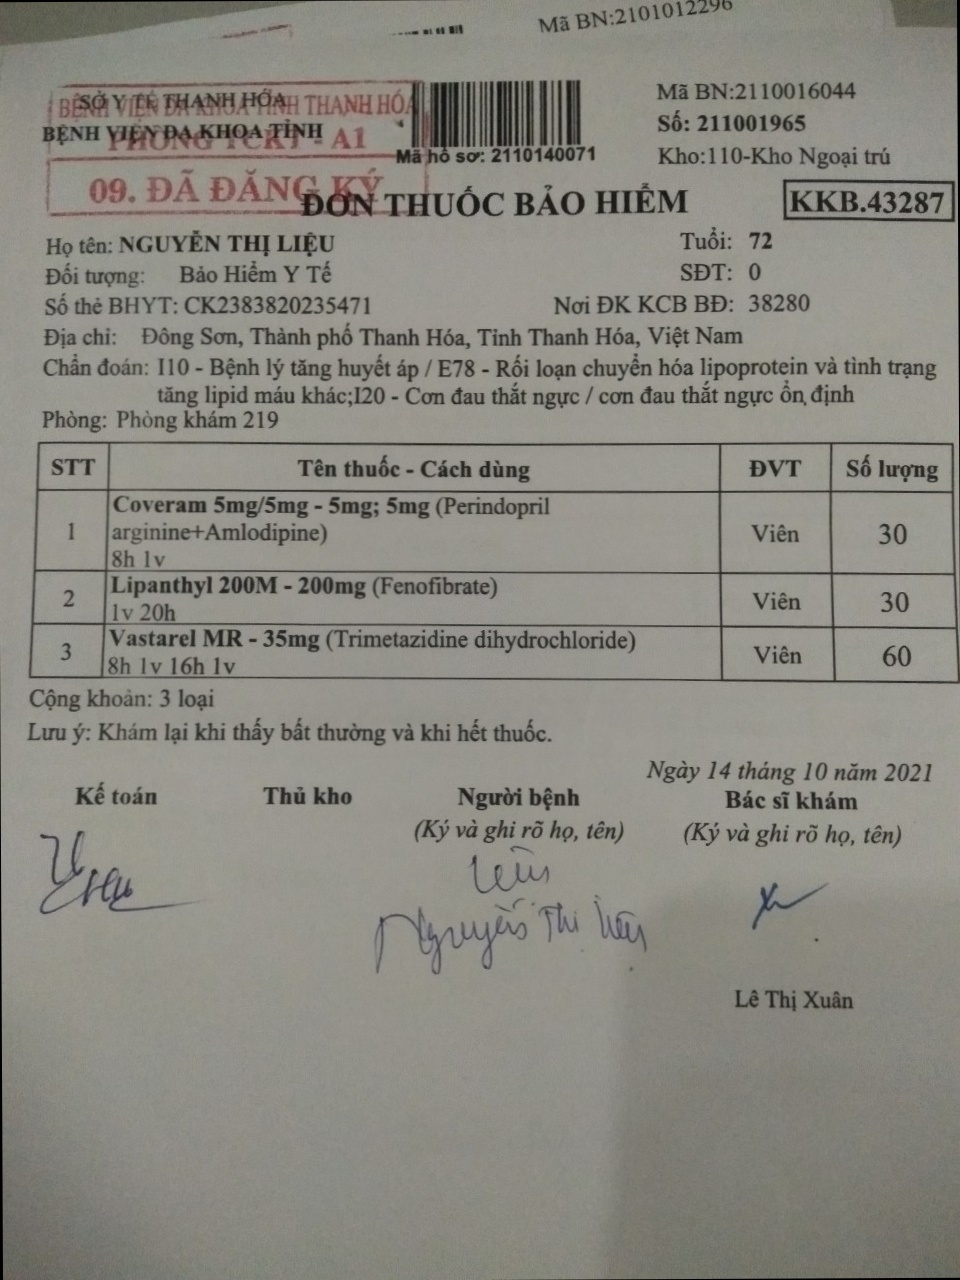 Mã BN:2101012296
SỞ Y TẾ THANH HÓA
BỆNH VIỆN ĐA KHOA TỈNH THANH HÓA
BỆNH VIỆN ĐA KHOA TỈNH
PHÒNG TCKT - A1
09. ĐÃ ĐĂNG KÝ
Mã hồ sơ: 2110140071
Mã BN:2110016044
Số: 211001965
Kho:110-Kho Ngoại trú
ĐƠN THUỐC BẢO HIỂM
KKB.43287
Họ tên: NGUYỄN THỊ LIỆU
Tuổi: 72
Đối tượng: Bảo Hiểm Y Tế
SĐT: 0
Số thẻ BHYT: CK2383820235471
Nơi ĐK KCB BĐ: 38280
Địa chỉ: Đông Sơn, Thành phố Thanh Hóa, Tỉnh Thanh Hóa, Việt Nam
Chẩn đoán: I10 - Bệnh lý tăng huyết áp / E78 - Rối loạn chuyển hóa lipoprotein và tình trạng
tăng lipid máu khác;I20 - Cơn đau thắt ngực / cơn đau thắt ngực ổn định
Phòng: Phòng khám 219
STT Tên thuốc - Cách dùng ĐVT Số lượng
1 Coveram 5mg/5mg - 5mg; 5mg (Perindopril
arginine+Amlodipine) Viên 30
8h 1v
2 Lipanthyl 200M - 200mg (Fenofibrate) Viên 30
1v 20h
3 Vastarel MR - 35mg (Trimetazidine dihydrochloride) Viên 60
8h 1v 16h 1v
Cộng khoản: 3 loại
Lưu ý: Khám lại khi thấy bất thường và khi hết thuốc.
Ngày 14 tháng 10 năm 2021
Kế toán Thủ kho Người bệnh Bác sĩ khám
(Ký và ghi rõ họ, tên) (Ký và ghi rõ họ, tên)
Nguyễn Thị
Lê Thị Xuân